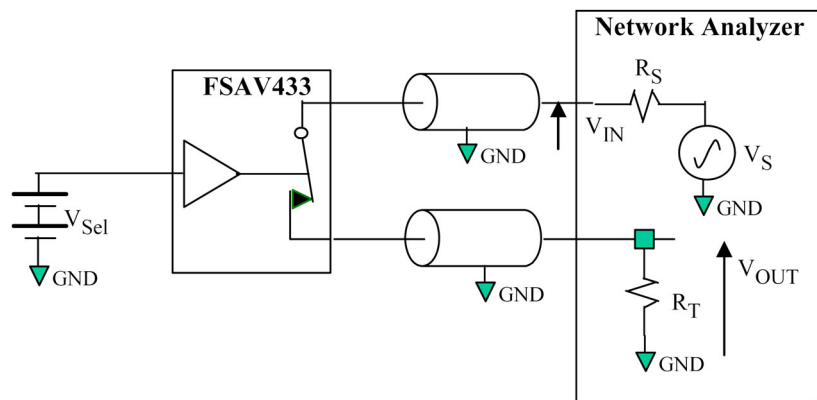 Network Analyzer
FSAV433
R_S
V_IN
GND
V_S
GND
V_Sel
GND
GND
V_OUT
R_T
GND